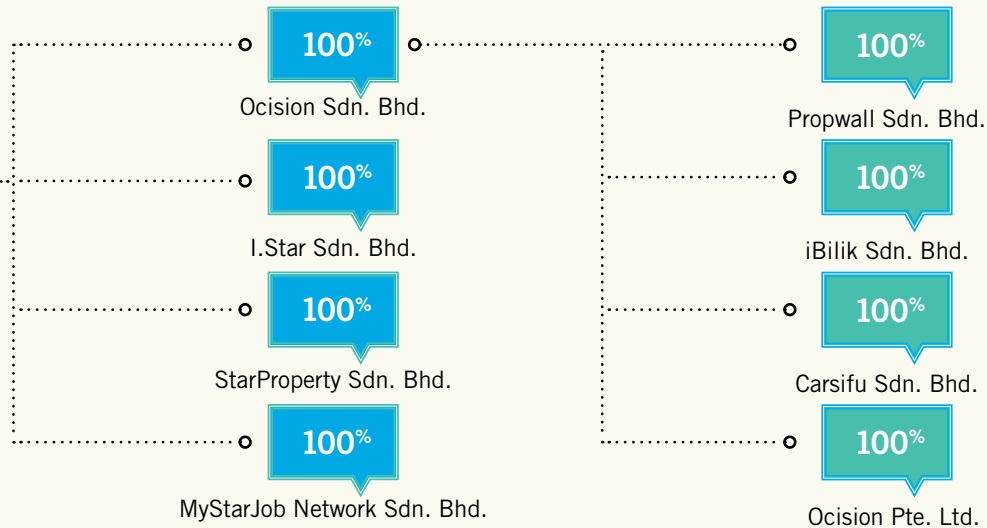 100%
Ocision Sdn. Bhd.
100%
I.Star Sdn. Bhd.
100%
StarProperty Sdn. Bhd.
100%
MyStarJob Network Sdn. Bhd.
100%
Propwall Sdn. Bhd.
100%
iBilik Sdn. Bhd.
100%
Carsifu Sdn. Bhd.
100%
Ocision Pte. Ltd.